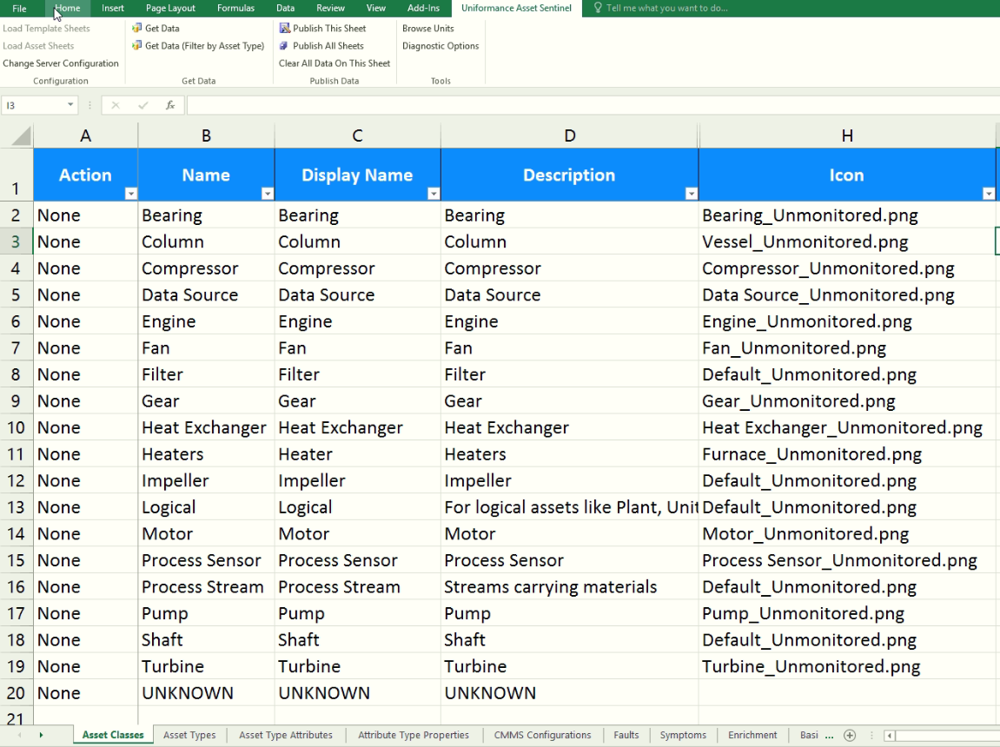 File Home Insert Page Layout Formulas Data Review View Add-Ins Uniformance Asset Sentinel Tell me what you want to do...
Load Template Sheets Get Data Publish This Sheet Browse Units
Load Asset Sheets Get Data (Filter by Asset Type) Publish All Sheets Diagnostic Options
Change Server Configuration Clear All Data On This Sheet
Configuration Get Data Publish Data Tools
I3 fx
A B C D H
1 Action Name Display Name Description Icon
2 None Bearing Bearing Bearing Bearing_Unmonitored.png
3 None Column Column Column Vessel_Unmonitored.png
4 None Compressor Compressor Compressor Compressor_Unmonitored.png
5 None Data Source Data Source Data Source Data Source_Unmonitored.png
6 None Engine Engine Engine Engine_Unmonitored.png
7 None Fan Fan Fan Fan_Unmonitored.png
8 None Filter Filter Filter Default_Unmonitored.png
9 None Gear Gear Gear Gear_Unmonitored.png
10 None Heat Exchanger Heat Exchanger Heat Exchanger Heat Exchanger_Unmonitored.png
11 None Heaters Heater Heaters Furnace_Unmonitored.png
12 None Impeller Impeller Impeller Default_Unmonitored.png
13 None Logical Logical For logical assets like Plant, Unit Default_Unmonitored.png
14 None Motor Motor Motor Motor_Unmonitored.png
15 None Process Sensor Process Sensor Process Sensor Process Sensor_Unmonitored.png
16 None Process Stream Process Stream Streams carrying materials Default_Unmonitored.png
17 None Pump Pump Pump Pump_Unmonitored.png
18 None Shaft Shaft Shaft Default_Unmonitored.png
19 None Turbine Turbine Turbine Turbine_Unmonitored.png
20 None UNKNOWN UNKNOWN UNKNOWN
21
Asset Classes Asset Types Asset Type Attributes Attribute Type Properties CMMS Configurations Faults Symptoms Enrichment Basi ...